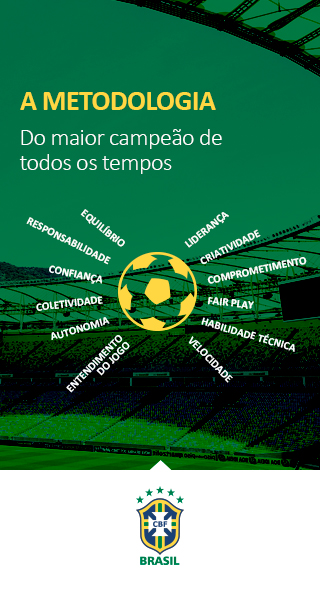 A METODOLOGIA
Do maior campeão de
todos os tempos
EQUILÍBRIO
RESPONSABILIDADE
CONFIANÇA
COLETIVIDADE
AUTONOMIA
ENTENDIMENTO
DO JOGO
LIDERANÇA
CRIATIVIDADE
COMPROMETIMENTO
FAIR PLAY
HABILIDADE TÉCNICA
VELOCIDADE
CBF
BRASIL